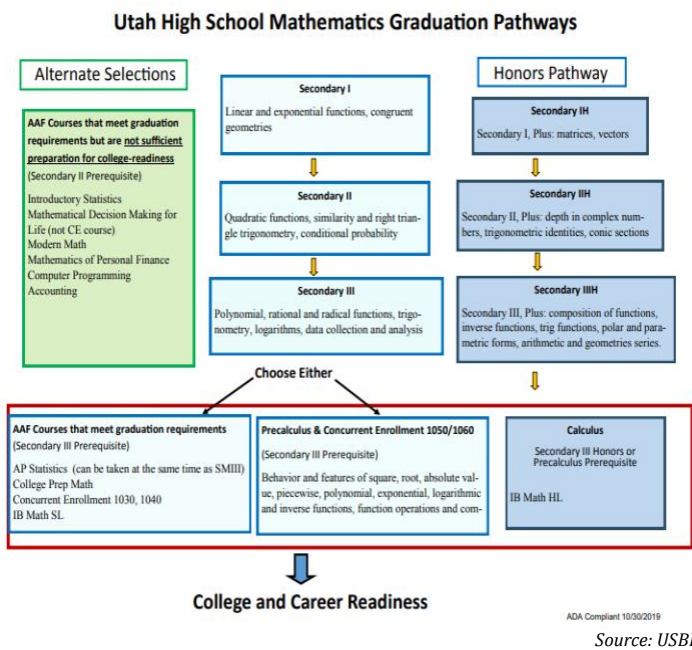 Utah High School Mathematics Graduation Pathways
Alternate Selections
AAF Courses that meet graduation
requirements but are not sufficient
preparation for college-readiness
(Secondary II Prerequisite)
Introductory Statistics
Mathematical Decision Making for
Life (not CE course)
Modern Math
Mathematics of Personal Finance
Computer Programming
Accounting
Secondary I
Linear and exponential functions, congruent
geometries
Secondary II
Quadratic functions, similarity and right trian-
gle trigonometry, conditional probability
Secondary III
Polynomial, rational and radical functions, trigo-
nometry, logarithms, data collection and analysis
Honors Pathway
Secondary IH
Secondary I, Plus: matrices, vectors
Secondary IIH
Secondary II, Plus: depth in complex num-
bers, trigonometric identities, conic sections
Secondary IIIH
Secondary III, Plus: composition of functions,
inverse functions, trig functions, polar and para-
metric forms, arithmetic and geometries series.
Choose Either
AAF Courses that meet graduation requirements
(Secondary III Prerequisite)
AP Statistics (can be taken at the same time as SMIII)
College Prep Math
Concurrent Enrollment 1030, 1040
IB Math SL
Precalculus & Concurrent Enrollment 1050/1060
(Secondary III Prerequisite)
Behavior and features of square, root, absolute val-
ue, piecewise, polynomial, exponential, logarithmic
and inverse functions, function operations and com-
Calculus
Secondary III Honors or
Precalculus Prerequisite
IB Math HL
College and Career Readiness
ADA Compliant 10/30/2019
Source: